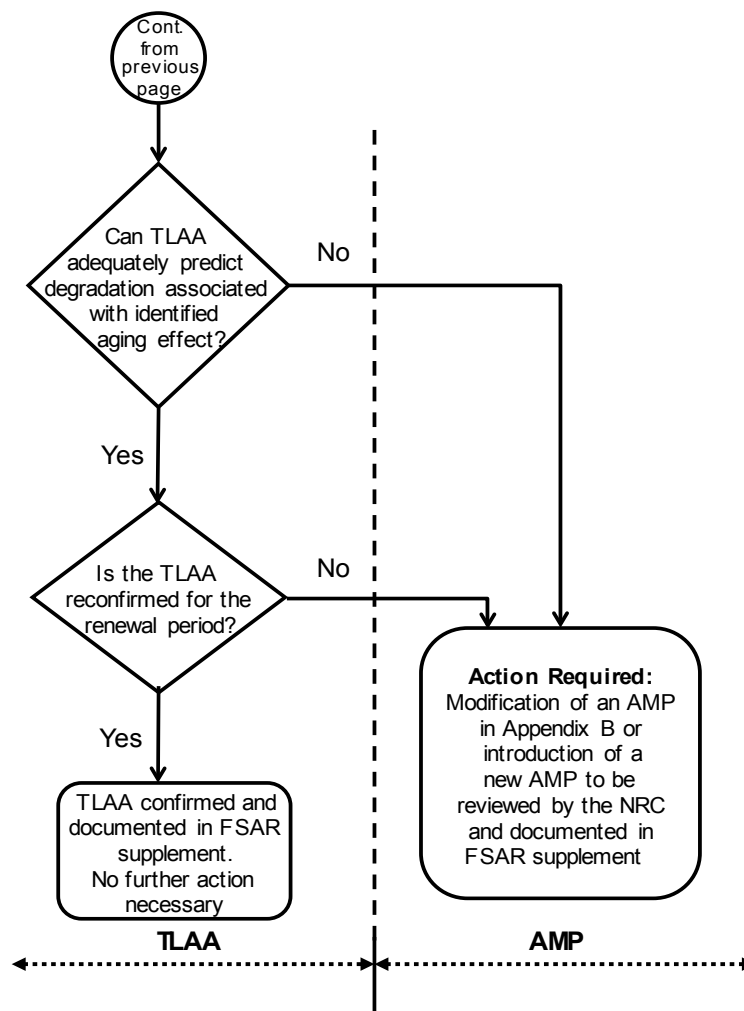 Cont.
from
previous
page
Can TLAA
adequately predict
degradation associated
with identified
aging effect?
No
Yes
Is the TLAA
reconfirmed for the
renewal period?
No
Yes
Action Required:
Modification of an AMP
in Appendix B or
introduction of a
new AMP to be
reviewed by the NRC
and documented in
FSAR supplement
TLAA confirmed and
documented in FSAR
supplement.
No further action
necessary
TLAA
AMP